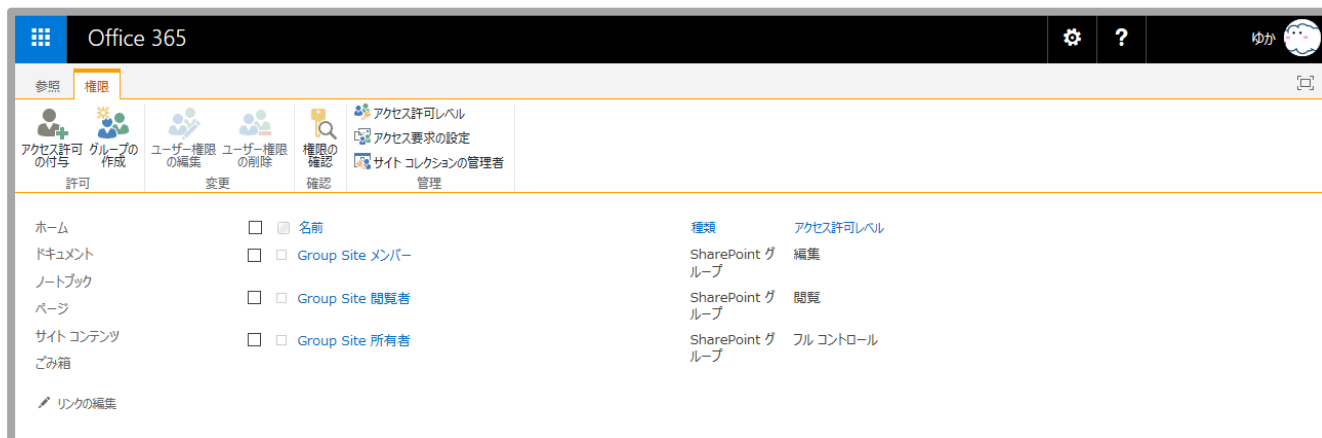 Office 365
?
ゆか
参照
権限
アクセス許可
の付与
グループの
作成
ユーザー権限
の編集
ユーザー権限
の削除
権限の
確認
アクセス許可レベル
アクセス要求の設定
サイト コレクションの管理者
許可
変更
確認
管理
ホーム
ドキュメント
ノートブック
ページ
サイト コンテンツ
ごみ箱
リンクの編集
名前
種類
アクセス許可レベル
Group Site メンバー
SharePoint グ
ループ
編集
Group Site 閲覧者
SharePoint グ
ループ
閲覧
Group Site 所有者
SharePoint グ
ループ
フル コントロール